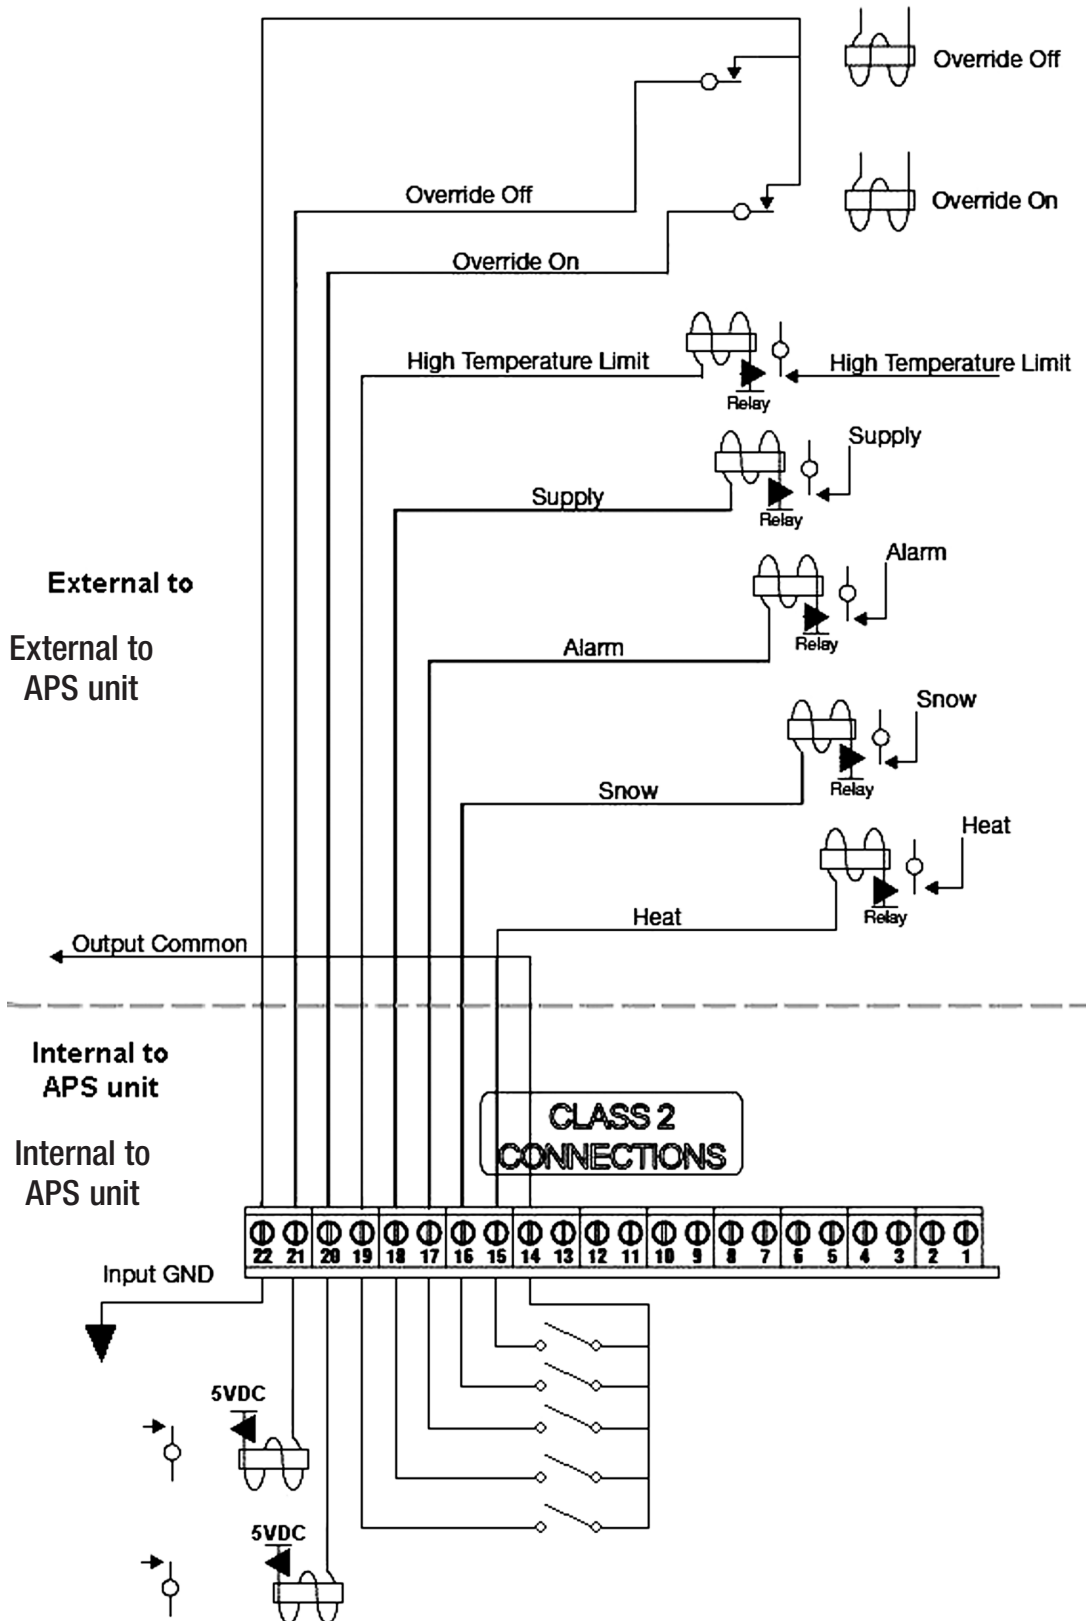 Override Off
Override On
Override Off
Override On
High Temperature Limit
High Temperature Limit
Relay
Supply
Supply
Relay
Alarm
External to
External to
APS unit
Alarm
Relay
Snow
Snow
Relay
Heat
Heat
Relay
Output Common
Internal to
APS unit
CLASS 2
CONNECTIONS
Internal to
APS unit
22 21 20 19 18 17 16 15 14 13 12 11 10 9 8 7 6 5 4 3 2 1
Input GND
5VDC
5VDC